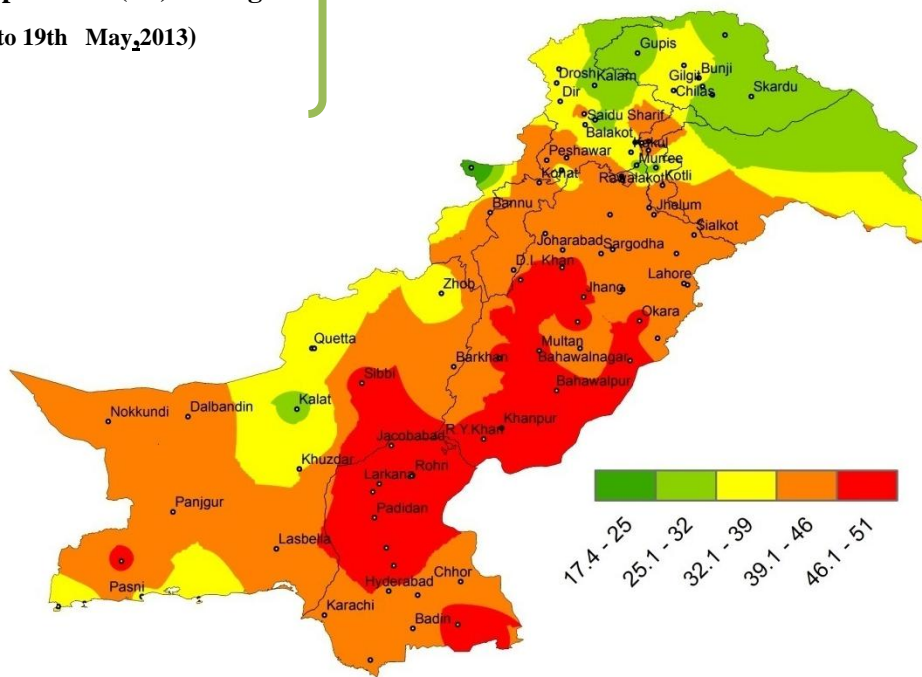 to 19th May,2013)
Gupis
Bunji
Drosh
Kalam
Gilgit
Chilas
Skardu
Dir
Saidu Sharif
Balakot
Peshawar
Murree
Kohat
Rawalakot
Kotli
Bannu
Jhelum
Sialkot
Joharabad
Sargodha
D.I. Khan
Lahore
Zhob
Jhang
Okara
Quetta
Multan
Barkhan
Bahawalnagar
Sibbi
Bahawalpur
Kalat
Nokkundi
Dalbandin
Khanpur
R.Y.Khan
Jacobabad
Khuzdar
Rohri
Larkana
Panjgur
Padidan
Lasbella
Chhor
Pasni
Hyderabad
Karachi
Badin
17.4 - 25
25.1 - 32
32.1 - 39
39.1 - 46
46.1 - 51